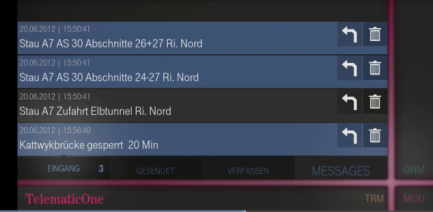 20.06.2012 | 15:50:41
Stau A7 AS 30 Abschnitte 26+27 Ri. Nord
20.06.2012 | 15:50:41
Stau A7 AS 30 Abschnitte 24-27 Ri. Nord
20.06.2012 | 15:50:41
Stau A7 Zufahrt Elbtunnel Ri. Nord
20.06.2012 | 15:56:40
Kattwykbrücke gesperrt 20 Min
EINGANG 3 GESENDET VERFASSEN MESSAGES ORM
TelematicOne TRM MOD